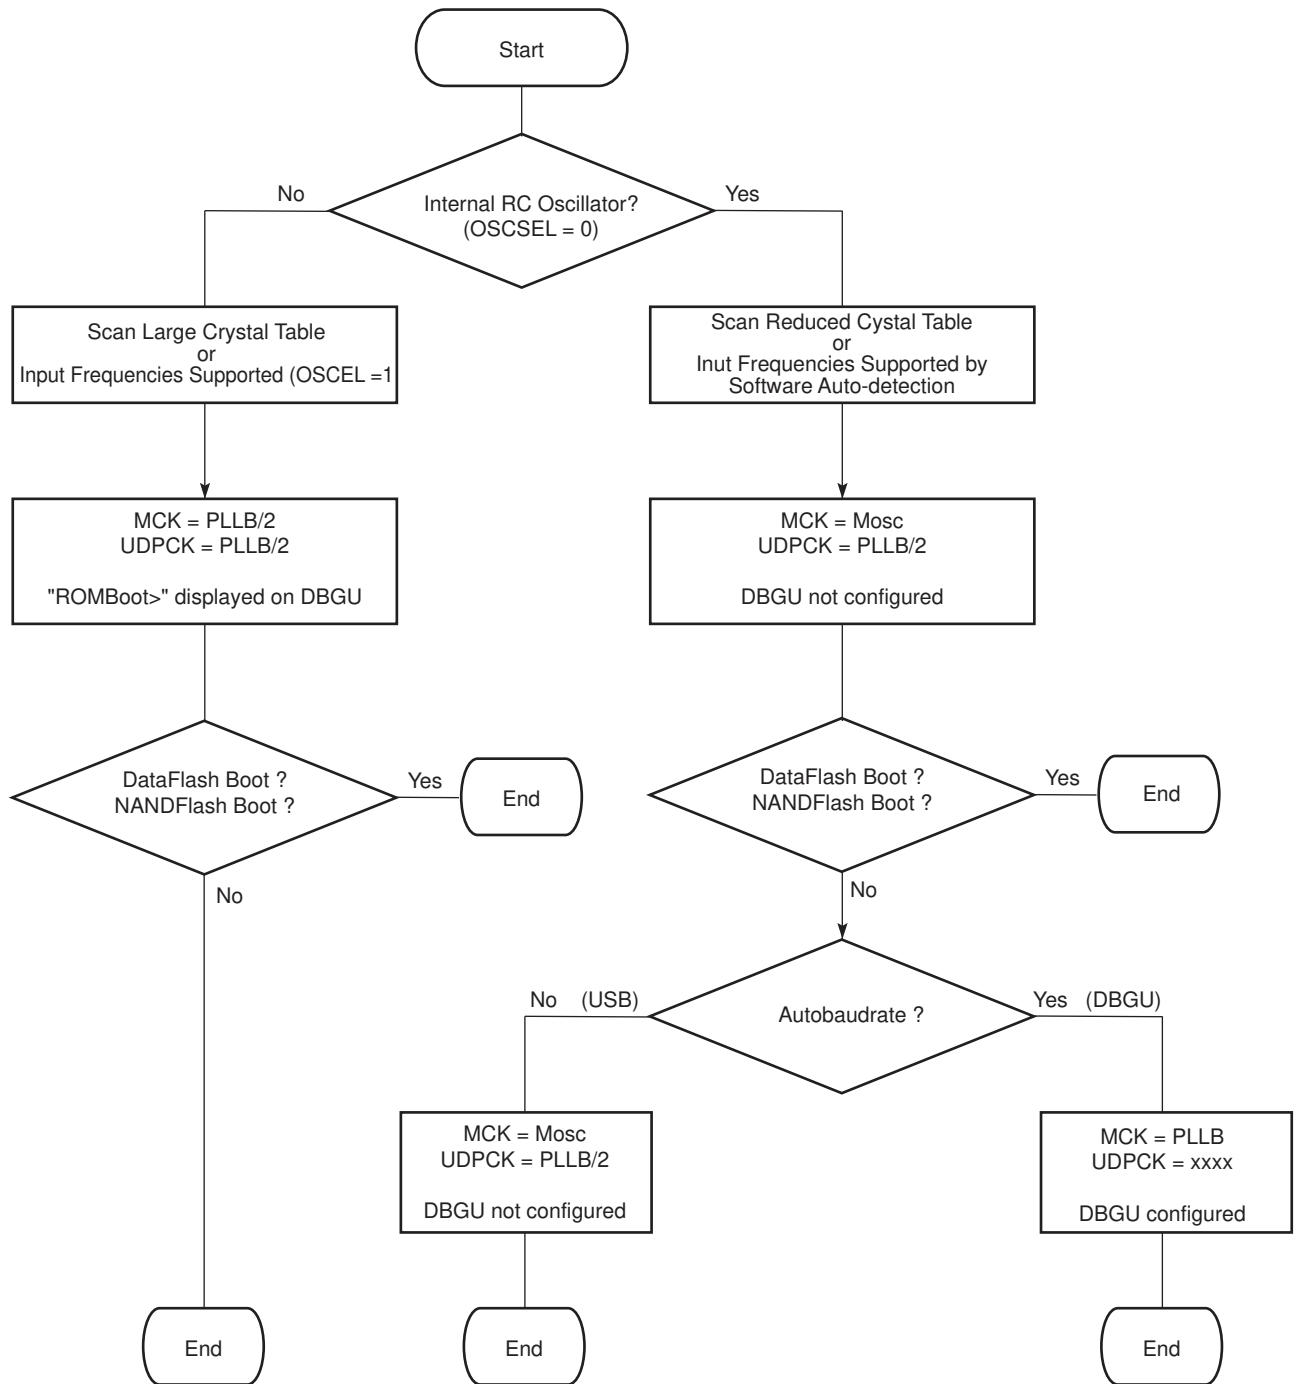 Start
No
Yes
Internal RC Oscillator?
(OSCSEL = 0)
Scan Large Crystal Table
or
Input Frequencies Supported (OSCEL =1
Scan Reduced Cystal Table
or
Inut Frequencies Supported by
Software Auto-detection
MCK = PLLB/2
UDPCK = PLLB/2
"ROMBoot>" displayed on DBGU
MCK = Mosc
UDPCK = PLLB/2
DBGU not configured
DataFlash Boot ?
NANDFlash Boot ?
Yes
End
DataFlash Boot ?
NANDFlash Boot ?
Yes
End
No
No
No (USB)
Autobaudrate ?
Yes (DBGU)
MCK = Mosc
UDPCK = PLLB/2
DBGU not configured
MCK = PLLB
UDPCK = xxxx
DBGU configured
End
End
End